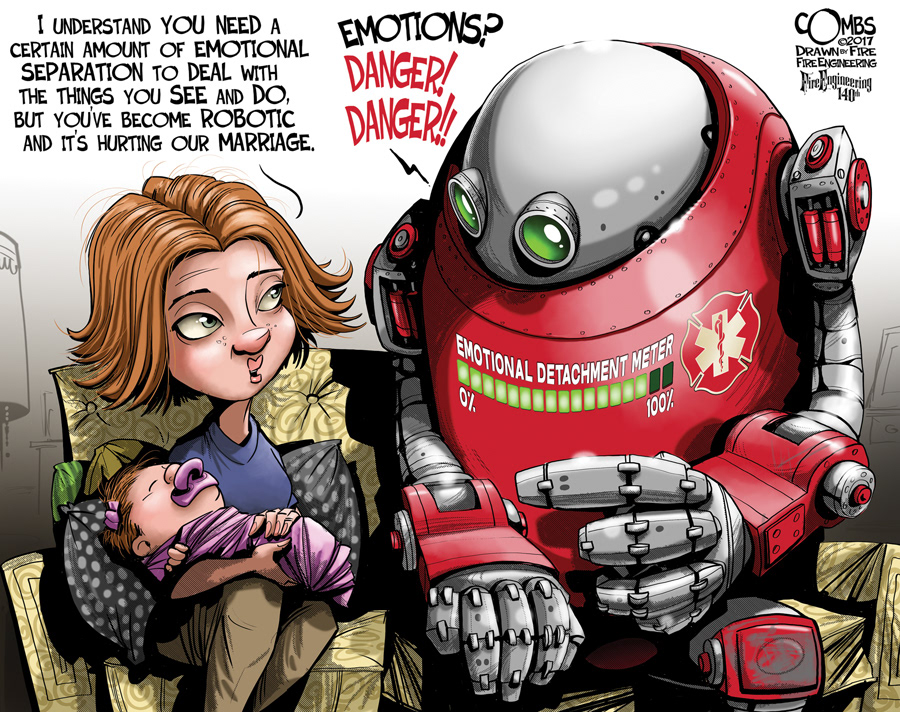 I UNDERSTAND YOU NEED A
CERTAIN AMOUNT OF EMOTIONAL
SEPARATION TO DEAL WITH
THE THINGS YOU SEE AND DO,
BUT YOU'VE BECOME ROBOTIC
AND IT'S HURTING OUR MARRIAGE.
EMOTIONS?
DANGER!
DANGER!!
COMBS
©2017
DRAWN BY FIRE
FIRE ENGINEERING
Fire Engineering
140th
EMOTIONAL DETACHMENT METER
0%
100%